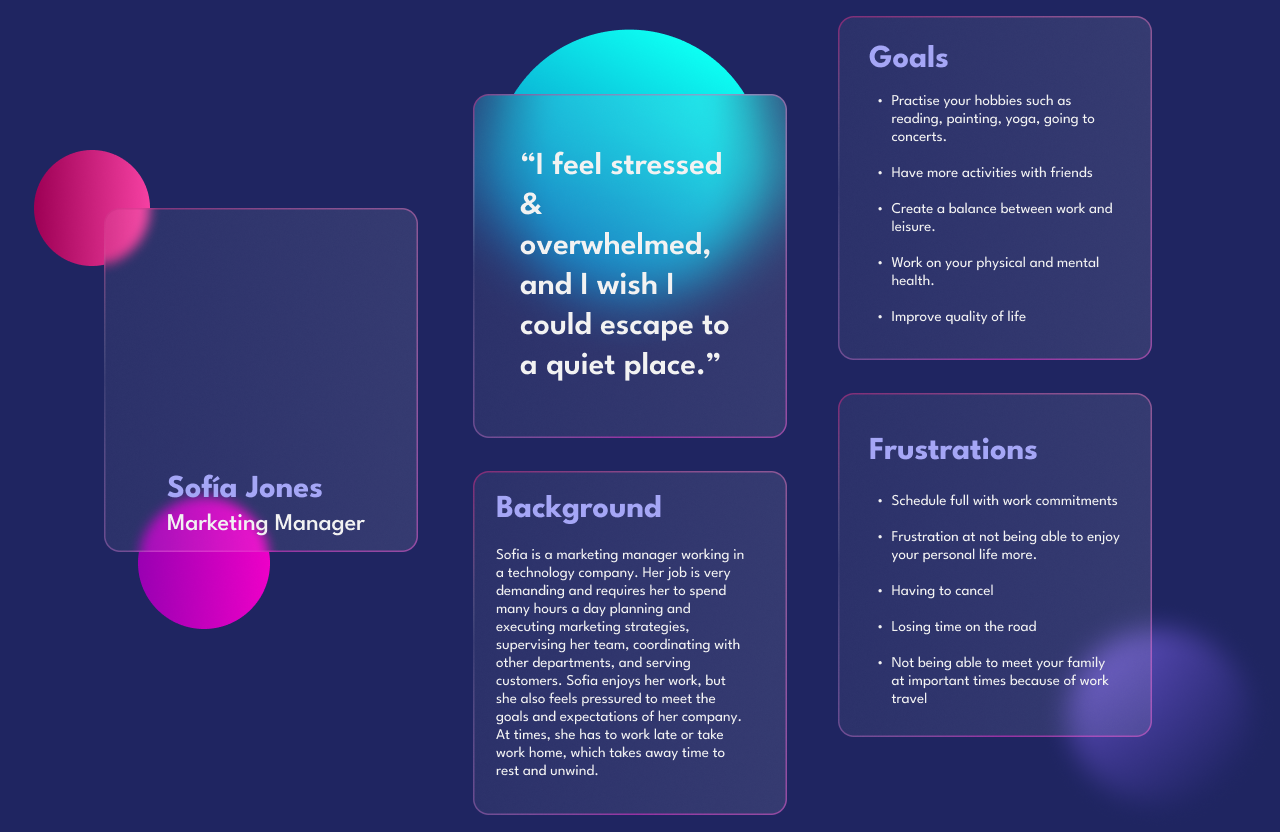 Sofía Jones
Marketing Manager
“I feel stressed
&
overwhelmed,
and I wish I
could escape to
a quiet place.”
Background
Sofia is a marketing manager working in
a technology company. Her job is very
demanding and requires her to spend
many hours a day planning and
executing marketing strategies,
supervising her team, coordinating with
other departments, and serving
customers. Sofia enjoys her work, but
she also feels pressured to meet the
goals and expectations of her company.
At times, she has to work late or take
work home, which takes away time to
rest and unwind.
Goals
• Practise your hobbies such as
reading, painting, yoga, going to
concerts.
• Have more activities with friends
• Create a balance between work and
leisure.
• Work on your physical and mental
health.
• Improve quality of life
Frustrations
• Schedule full with work commitments
• Frustration at not being able to enjoy
your personal life more.
• Having to cancel
• Losing time on the road
• Not being able to meet your family
at important times because of work
travel